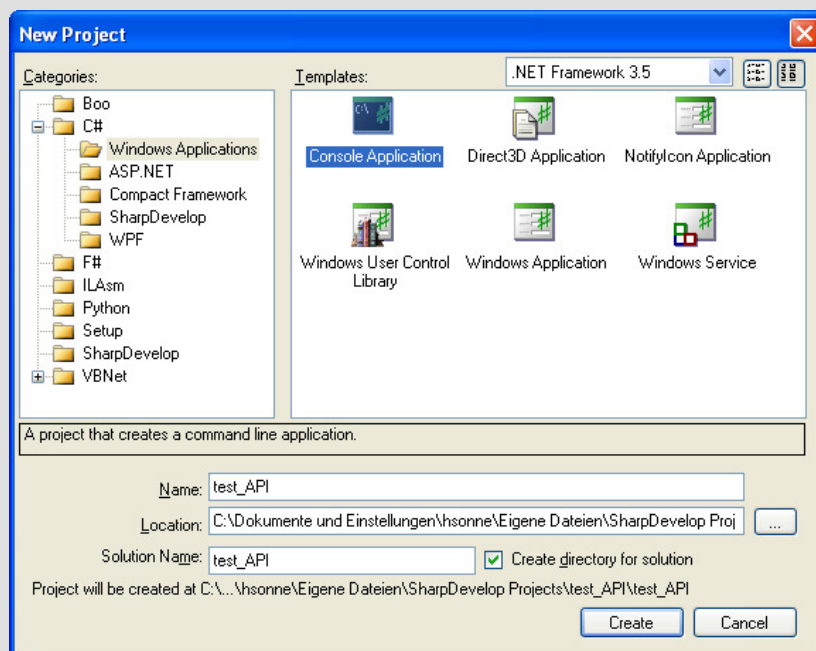 New Project
Categories:
Templates:
.NET Framework 3.5
Boo
C#
Windows Applications
ASP.NET
Compact Framework
SharpDevelop
WPF
F#
ILAsm
Python
Setup
SharpDevelop
VBNet
Console Application
Direct3D Application
NotifyIcon Application
Windows User Control
Library
Windows Application
Windows Service
A project that creates a command line application.
Name:
test_API
Location:
C:\Dokumente und Einstellungen\hsonne\Eigene Dateien\SharpDevelop Proj
...
Solution Name:
test_API
Create directory for solution
Project will be created at C:\...\hsonne\Eigene Dateien\SharpDevelop Projects\test_API\test_API
Create
Cancel